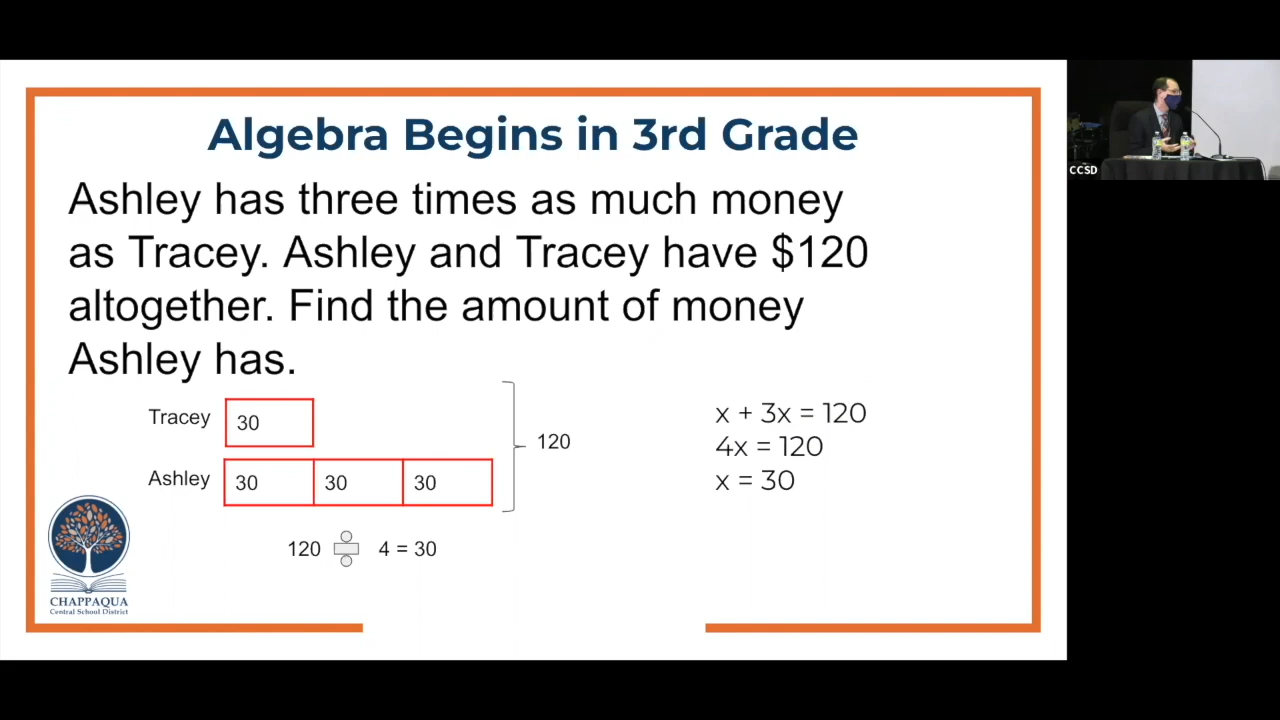 Algebra Begins in 3rd Grade
Ashley has three times as much money
as Tracey. Ashley and Tracey have $120
altogether. Find the amount of money
Ashley has.
Tracey 30
Ashley 30 30 30
120
120 ÷ 4 = 30
x + 3x = 120
4x = 120
x = 30
CHAPPAQUA
Central School District
CCSD